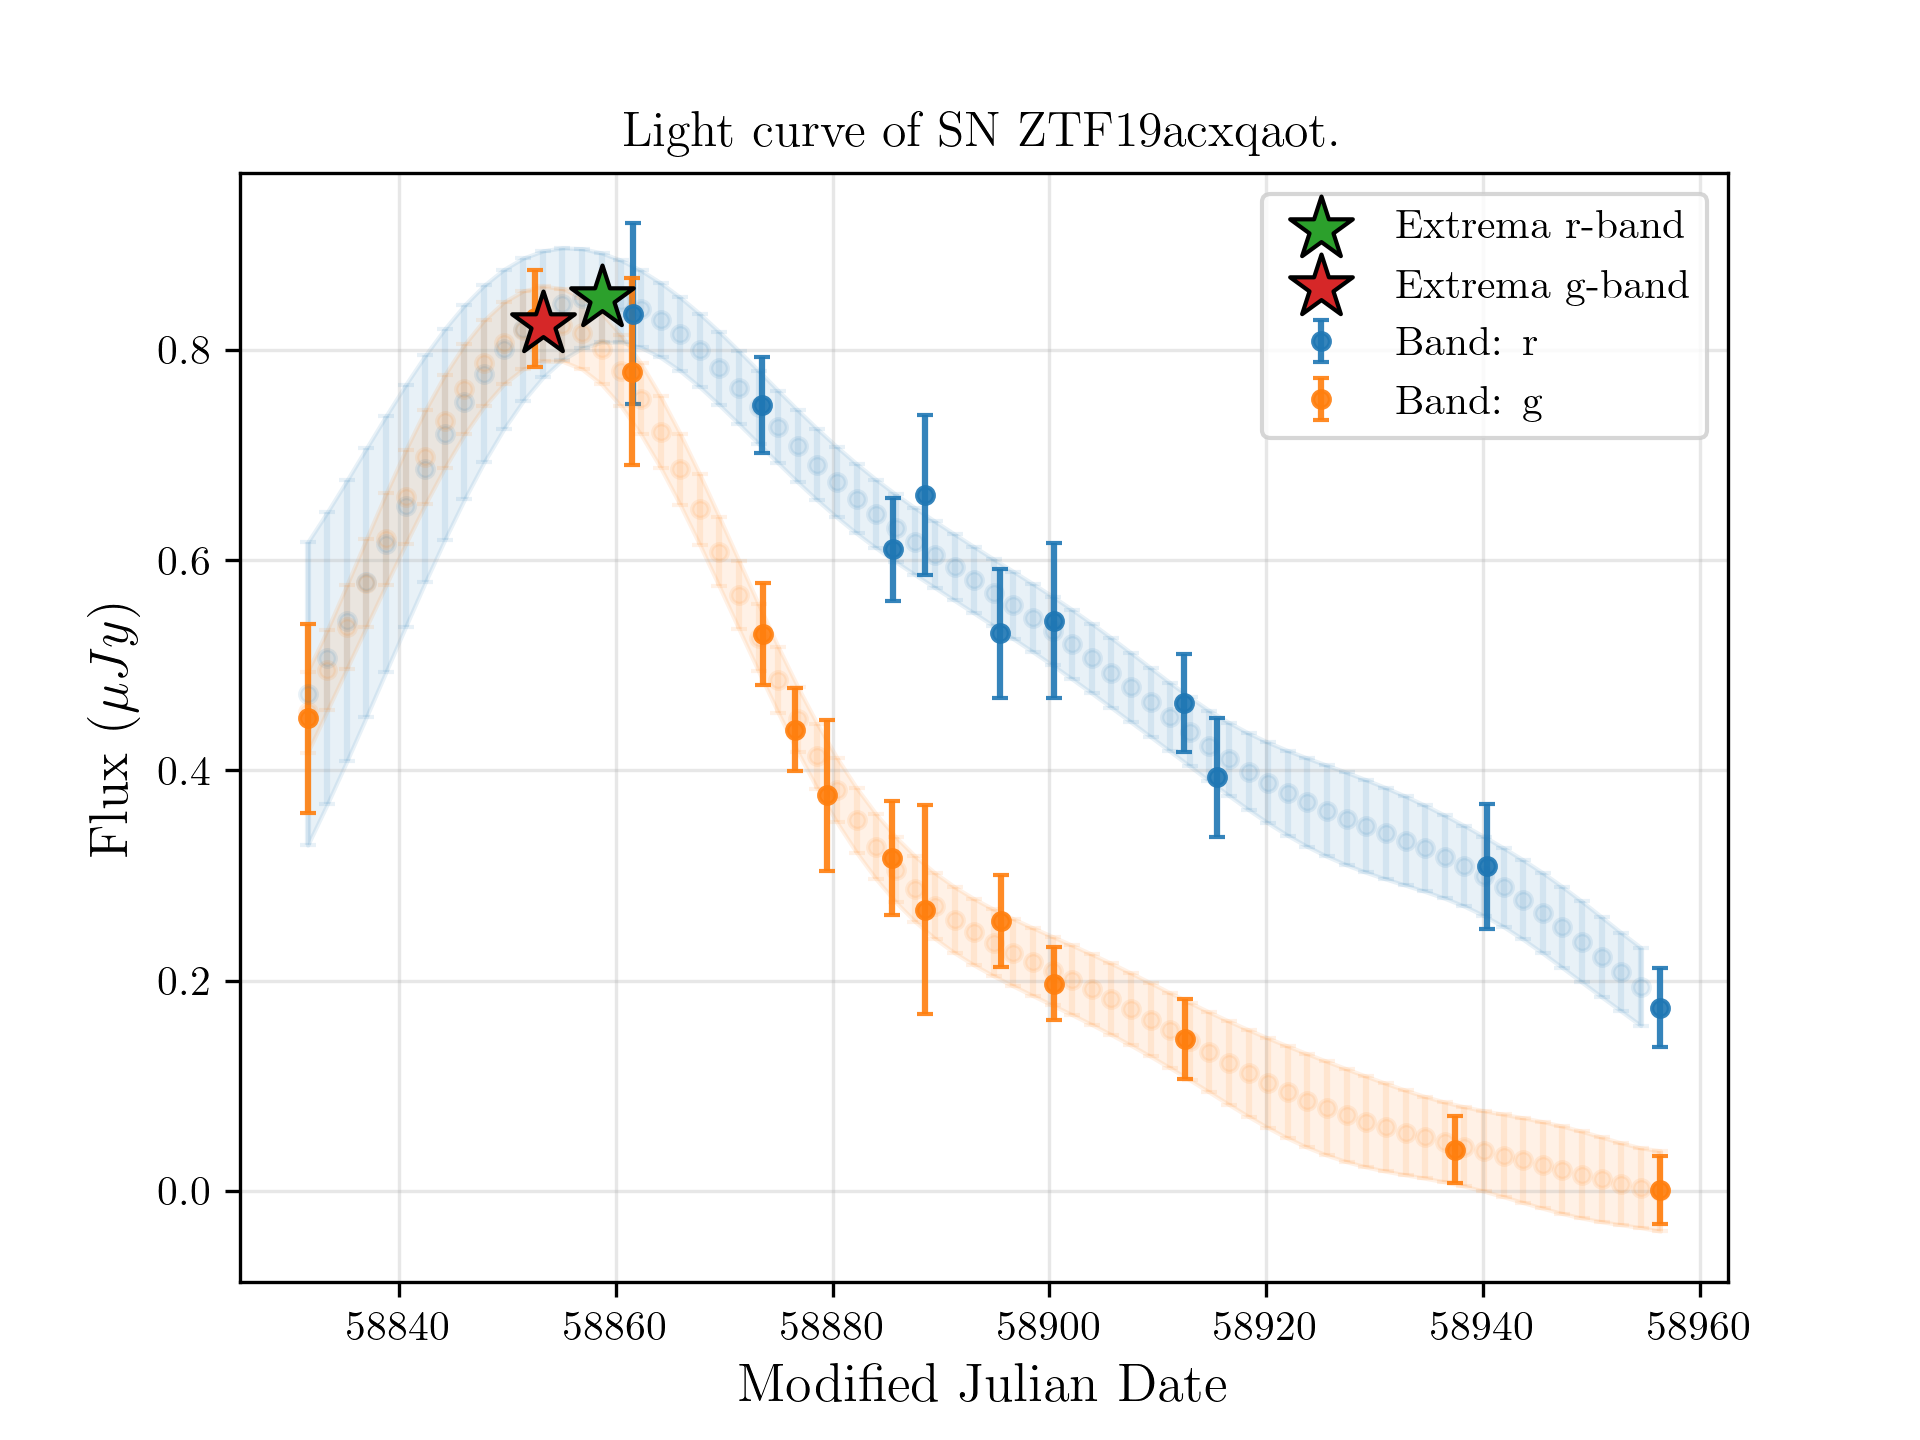 Light curve of SN ZTF19acxqaot.
Extrema r-band
Extrema g-band
Band: r
Band: g
Flux (μJy)
0.8
0.6
0.4
0.2
0.0
58840 58860 58880 58900 58920 58940 58960
Modified Julian Date